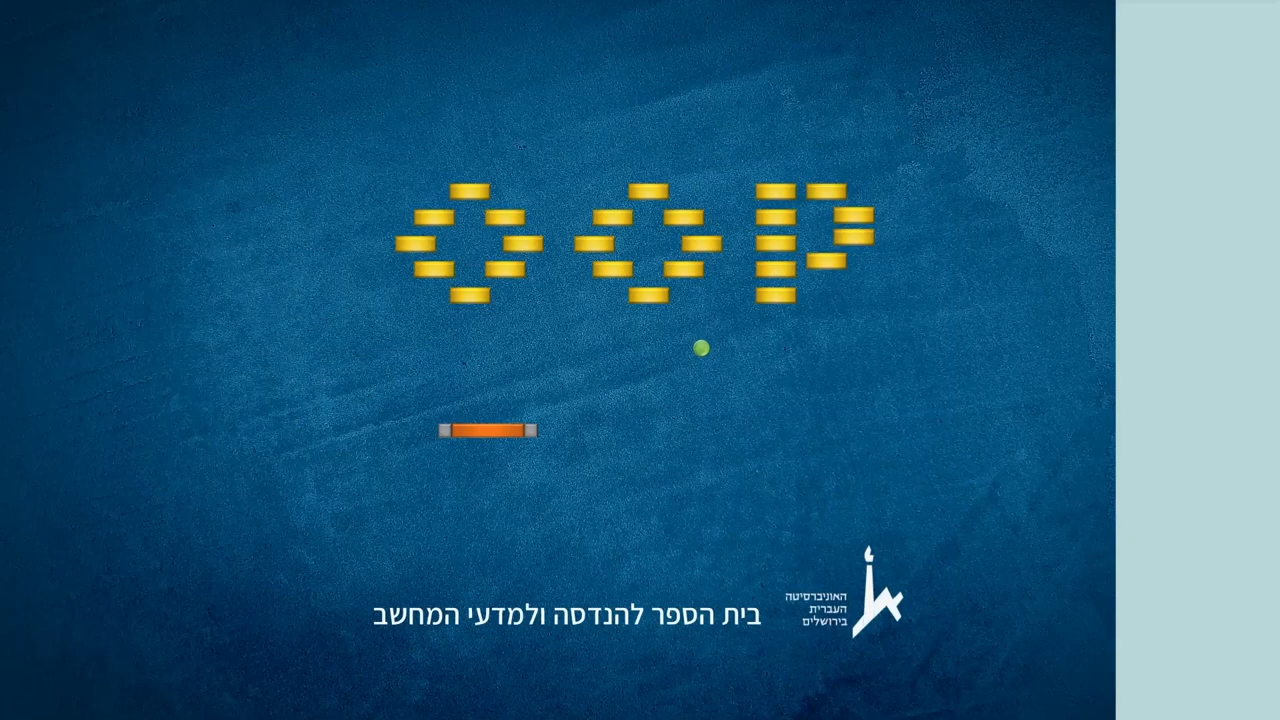 OOP
בית הספר להנדסה ולמדעי המחשב
האוניברסיטה
העברית
בירושלים